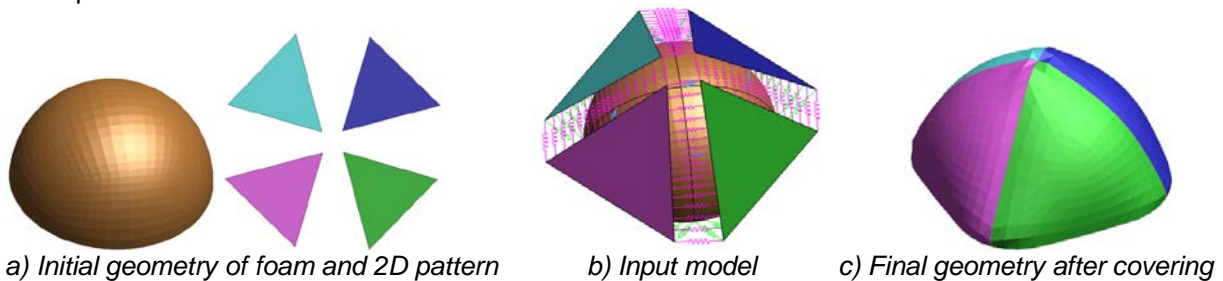 a) Initial geometry of foam and 2D pattern
b) Input model
c) Final geometry after covering